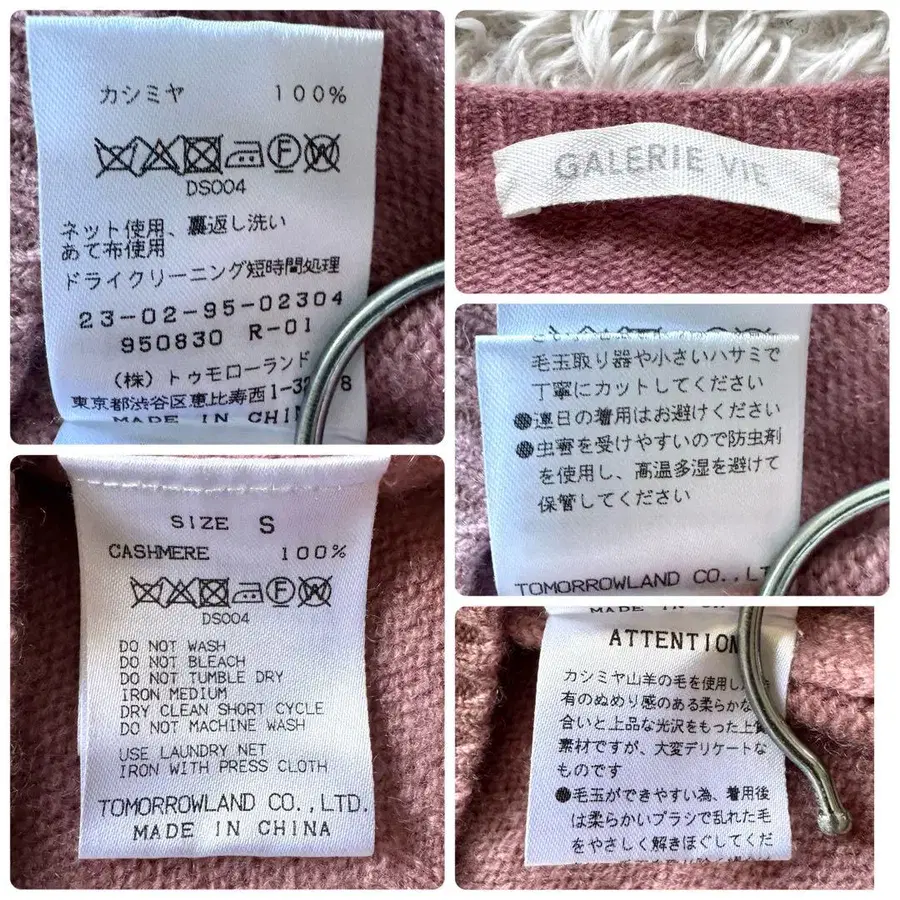 カシミヤ 100%
DS004
ネット使用、裏返し洗い
あて布使用
ドライクリーニング短時間処理
23-02-95-02304
950830 R-01
(株)トゥモローランド
東京都渋谷区恵比寿西1-32 8
MADE IN CHIN
GALERIE VIE
毛玉取り器や小さいハサミで
丁寧にカットしてください
●連日の着用はお避けください
●虫害を受けやすいので防虫剤
を使用し、高温多湿を避けて
保管してください
TOMORROWLAND CO.,LT
SIZE S
CASHMERE 100%
DS004
DO NOT WASH
DO NOT BLEACH
DO NOT TUMBLE DRY
IRON MEDIUM
DRY CLEAN SHORT CYCLE
DO NOT MACHINE WASH
USE LAUNDRY NET
IRON WITH PRESS CLOTH
TOMORROWLAND CO.,LTD.
MADE IN CHINA
MADE IN
ATTENTION
カシミヤ山羊の毛を使用し
有のぬめり感のある柔らかな
合いと上品な光沢をもった上質
素材ですが、大変デリケートな
ものです
●毛玉ができやすい為、着用後
は柔らかいブラシで乱れた毛
をやさしく解きほぐしてくだ